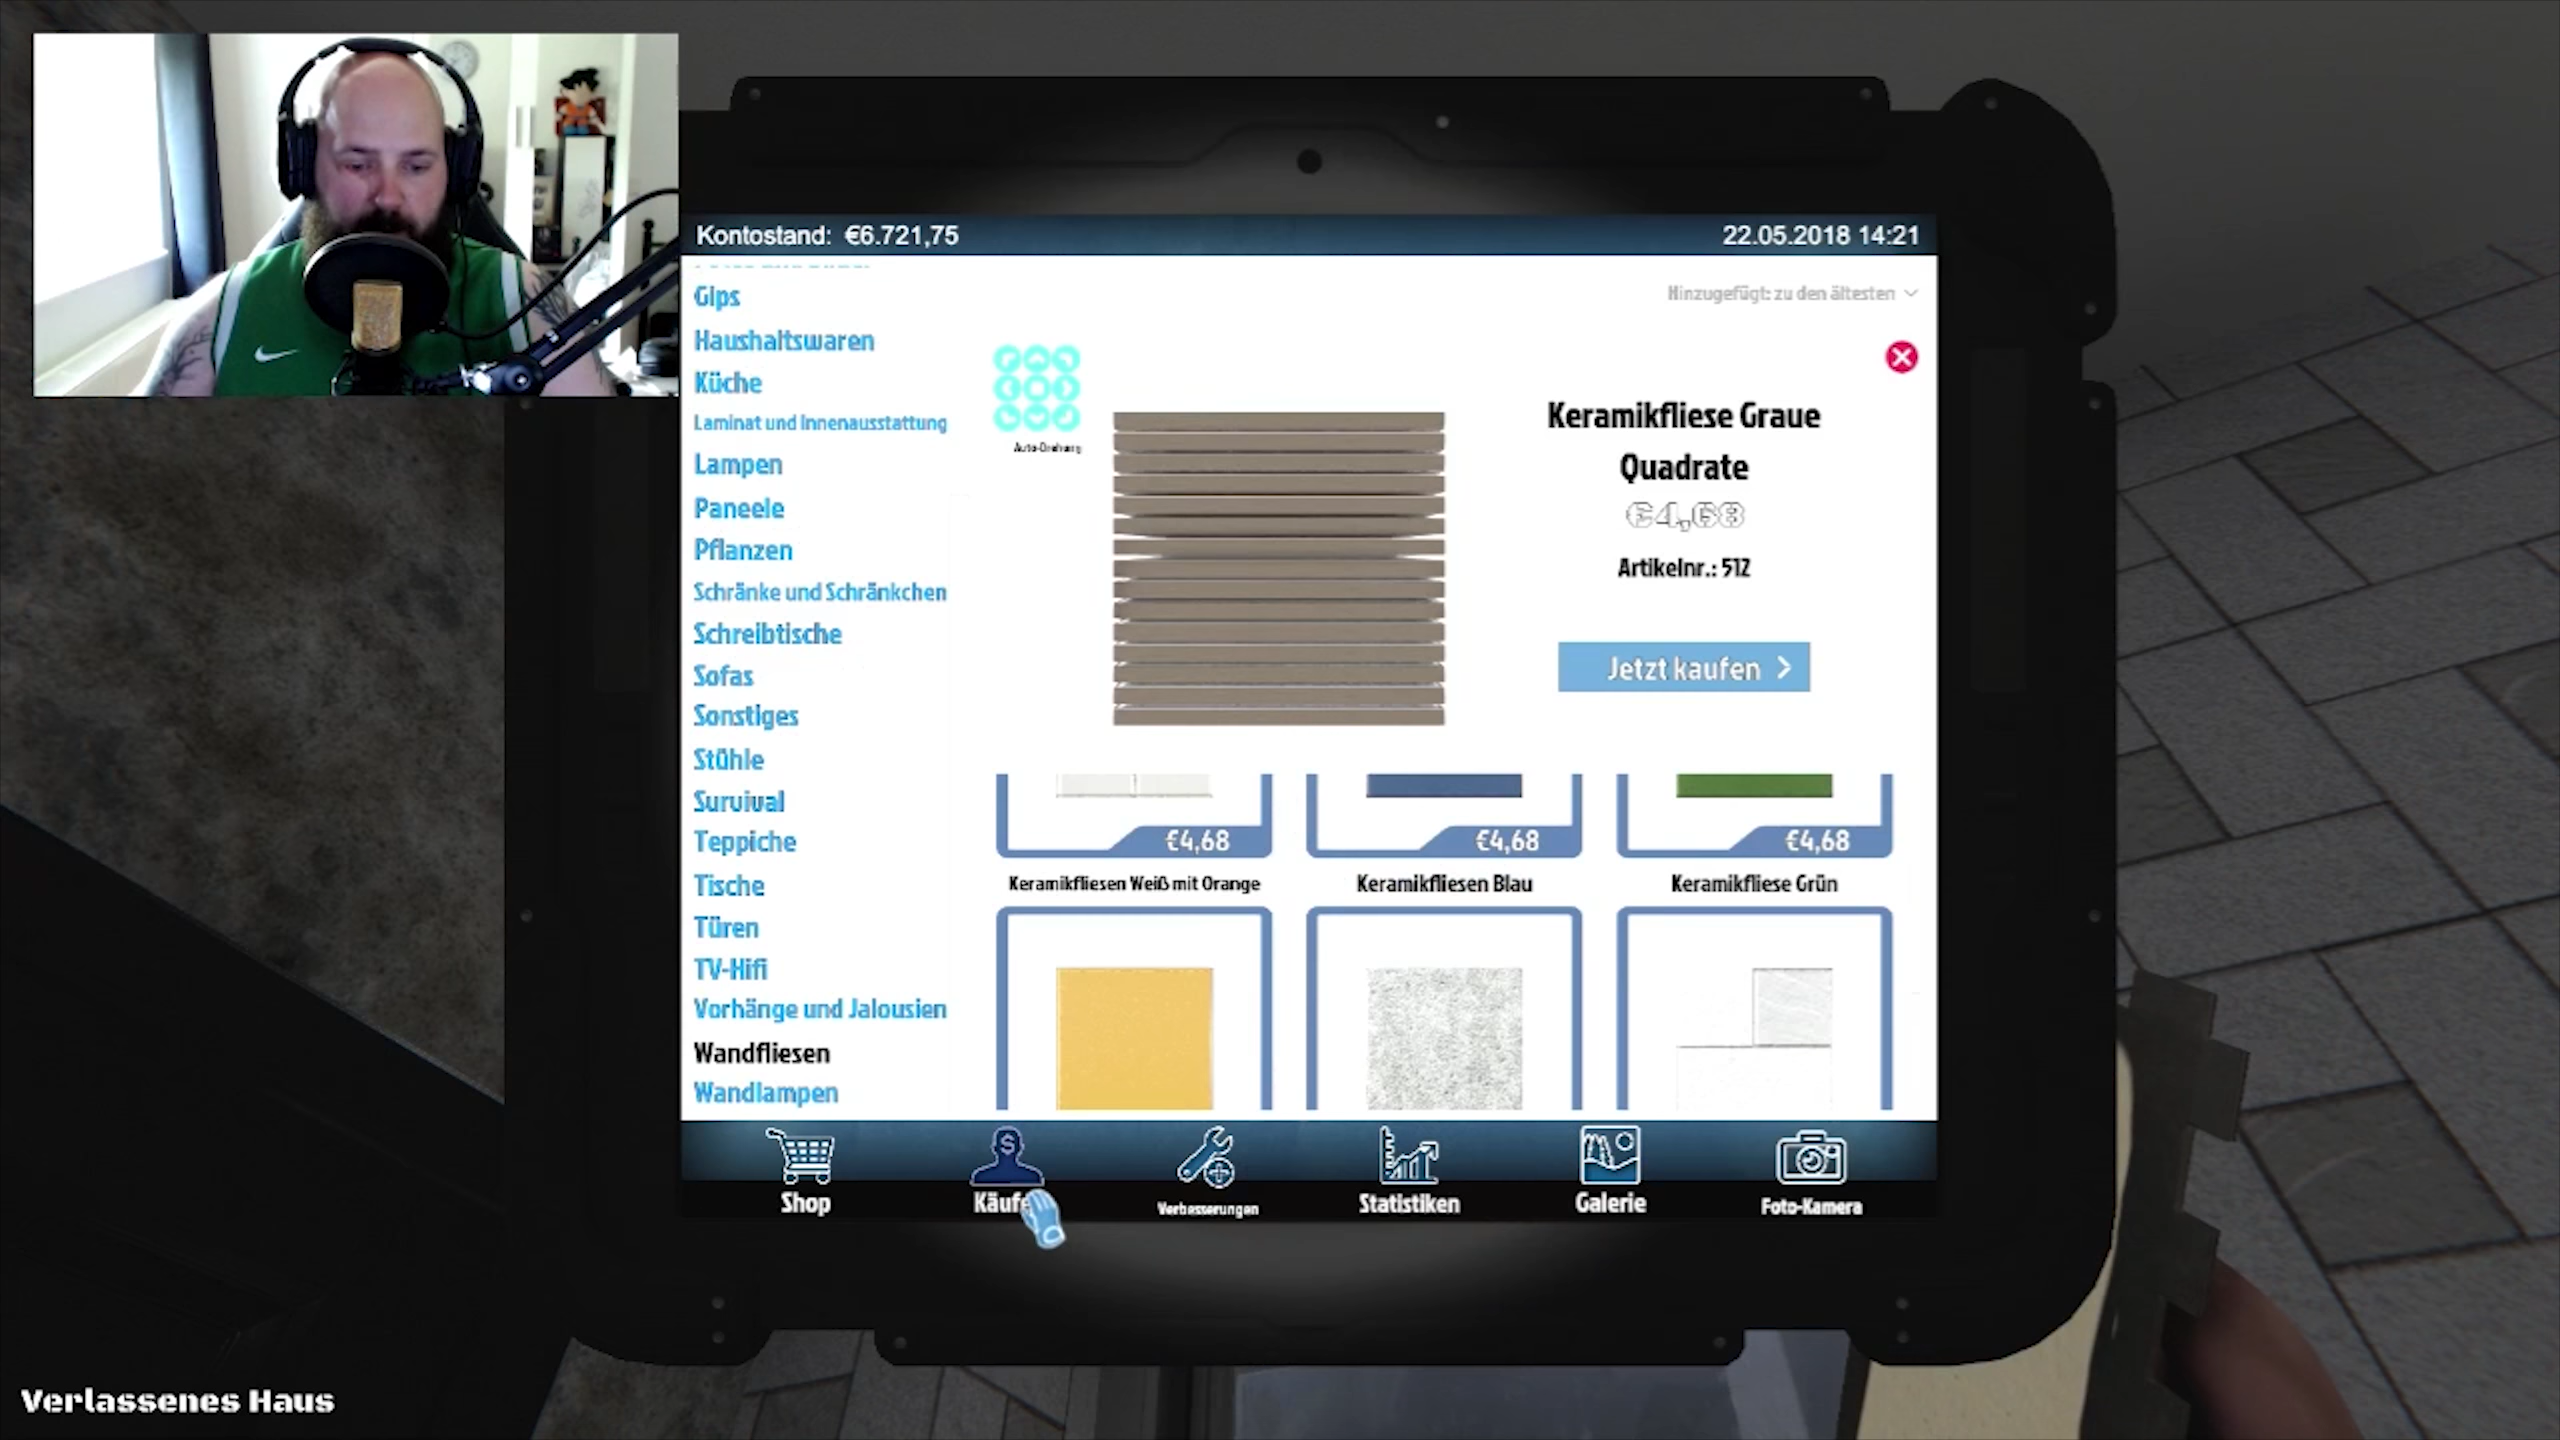 Kontostand: €6.721,75
22.05.2018 14:21
Hinzugefügt: zu den ältesten
Gips
Haushaltswaren
Küche
Laminat und Innenausstattung
Lampen
Paneele
Pflanzen
Schränke und Schränkchen
Schreibtische
Sofas
Sonstiges
Stühle
Survival
Teppiche
Tische
Türen
TV-Hifi
Vorhänge und Jalousien
Wandfliesen
Wandlampen
Auto-Drehung
Keramikfliese Graue
Quadrate
€4,68
Artikelnr.: 512
Jetzt kaufen
€4,68
€4,68
€4,68
Keramikfliesen Weiß mit Orange
Keramikfliesen Blau
Keramikfliese Grün
Shop
Verbesserungen
Statistiken
Galerie
Foto-Kamera
Verlassenes Haus